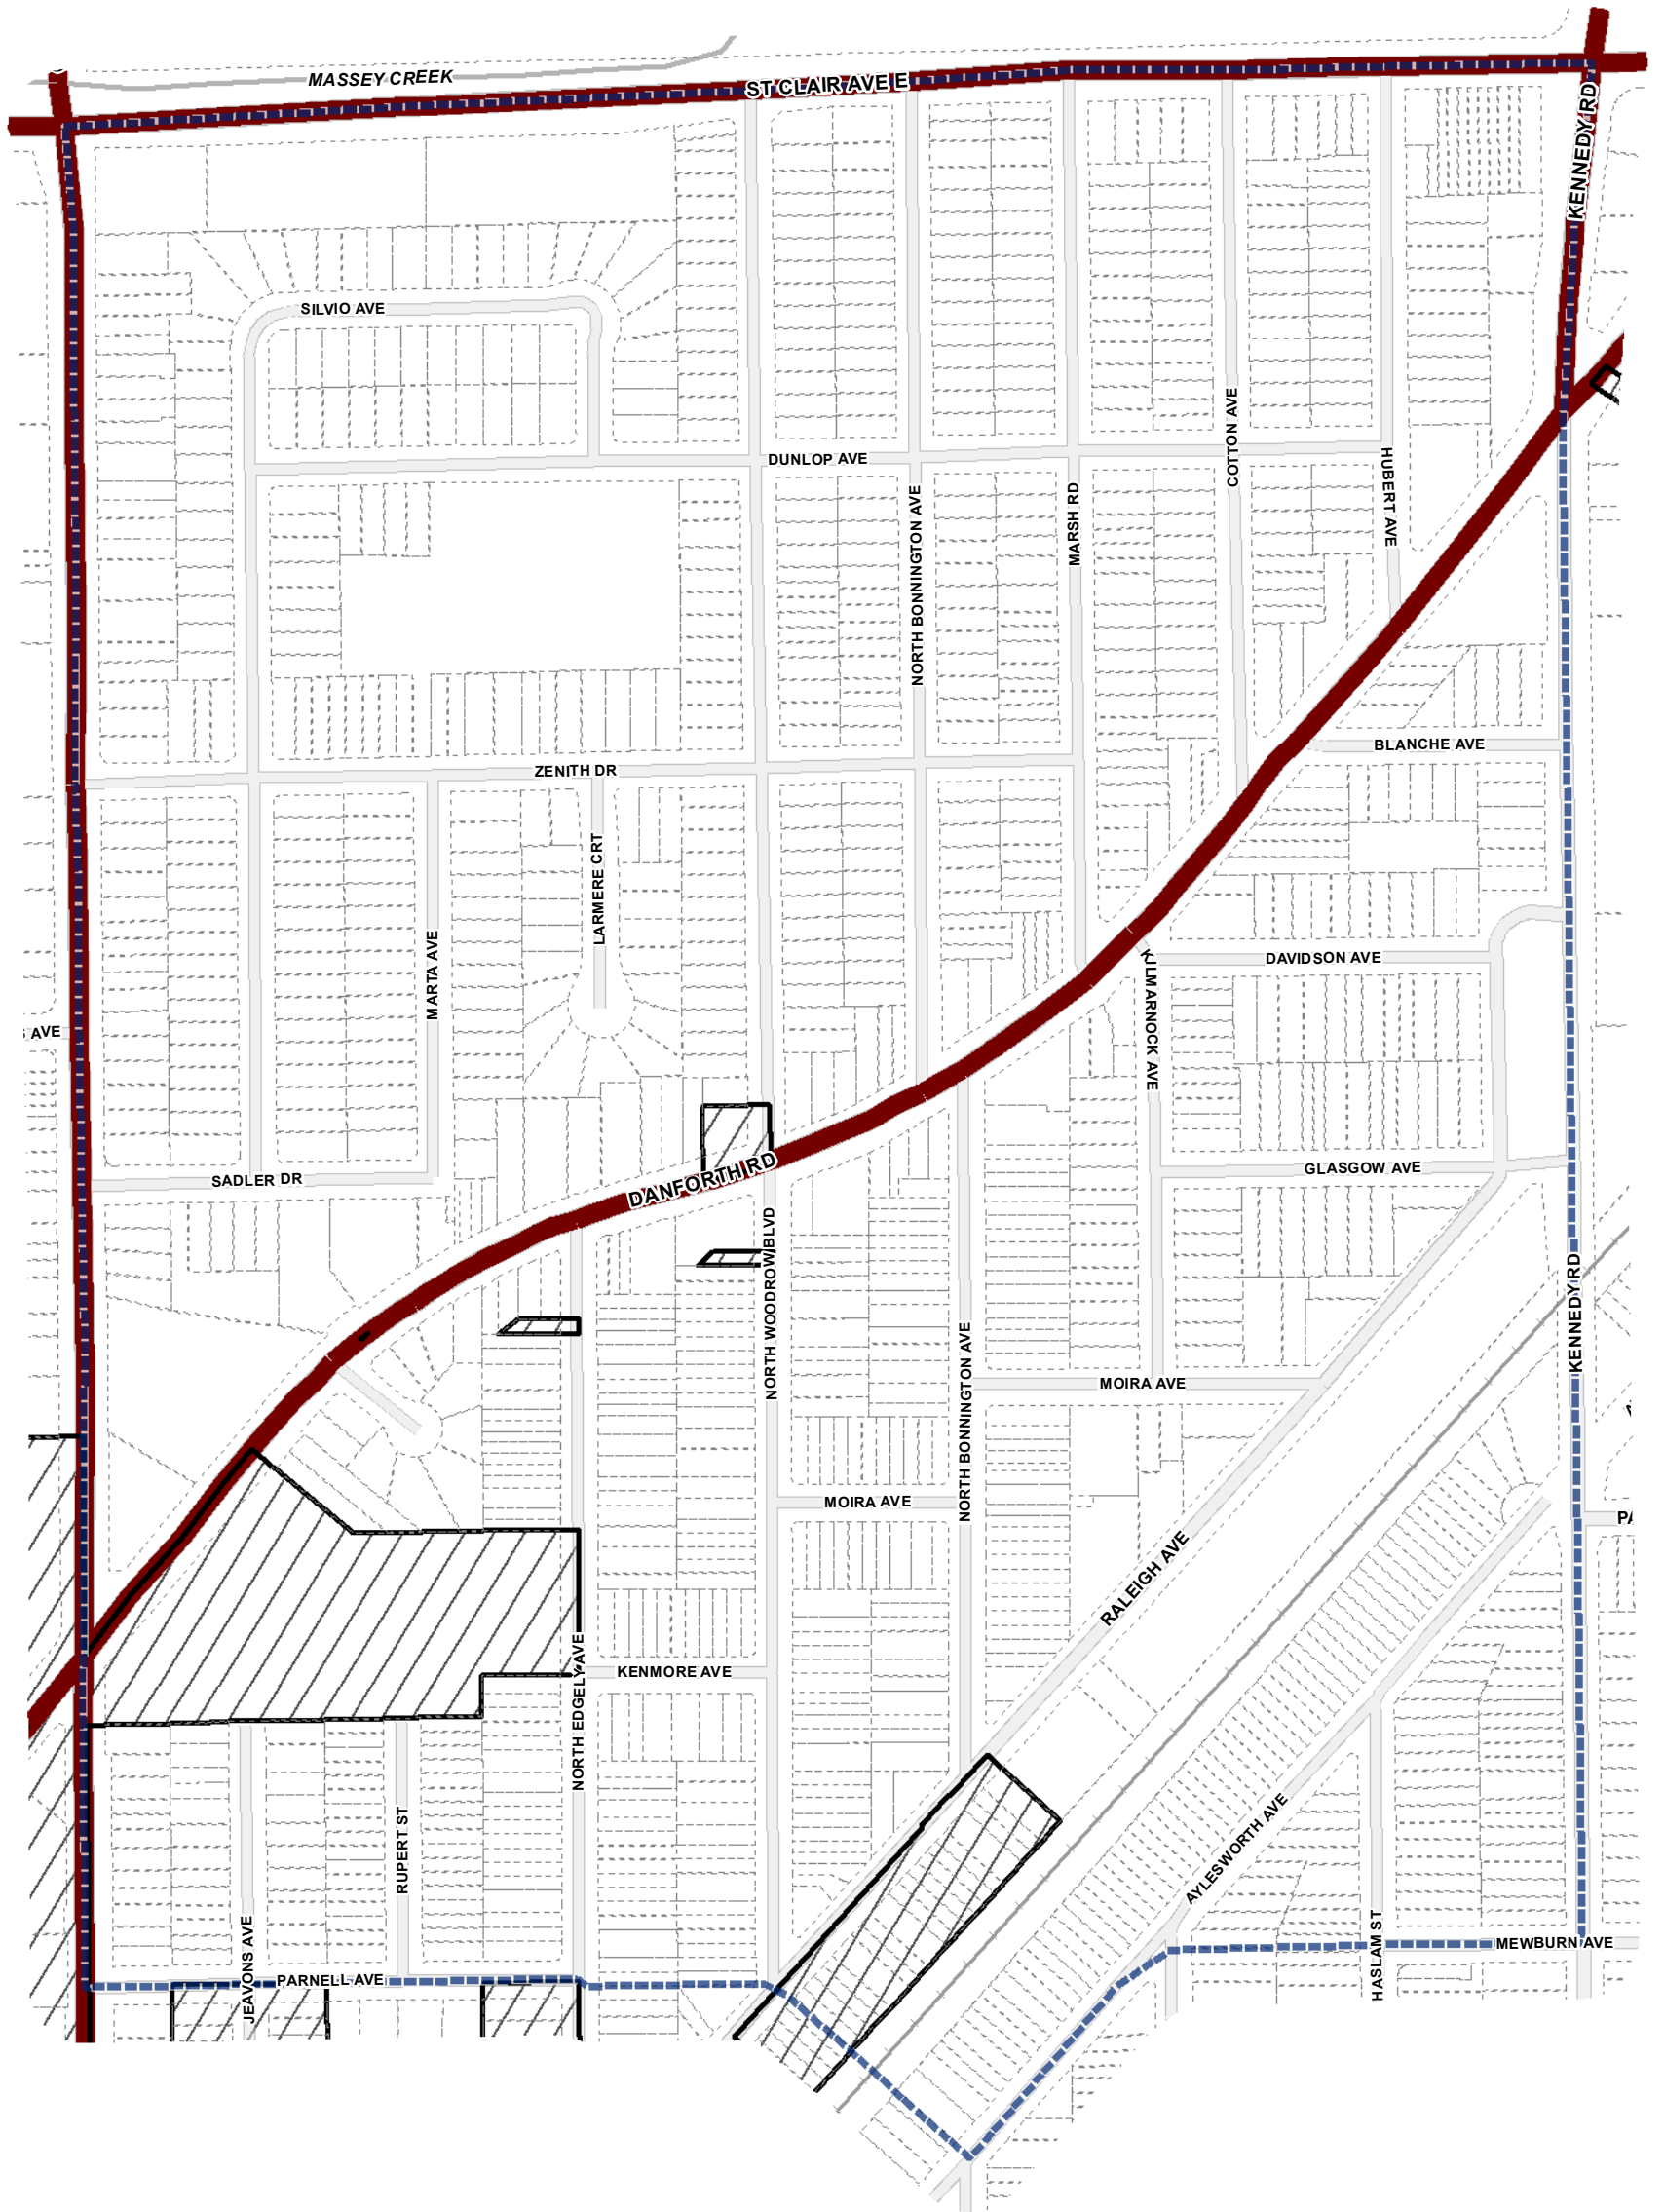 MASSEY CREEK
ST CLAIR AVE E
KENNEDY RD
SILVIO AVE
DUNLOP AVE
COTTON AVE
HUBERT AVE
NORTH BONNINGTON AVE
MARSH RD
BLANCHE AVE
ZENITH DR
LARMERE CRT
MARTA AVE
KILMARNOCK AVE
DAVIDSON AVE
AVE
GLASGOW AVE
SADLER DR
DANFORTH RD
NORTH WOODROW BLVD
KENNEDY RD
NORTH BONNINGTON AVE
MOIRA AVE
MOIRA AVE
PA
RALEIGH AVE
NORTH EDGELY AVE
KENMORE AVE
RUPERT ST
AYLESWORTH AVE
JEAVONS AVE
HASLAM ST
MEWBURN AVE
PARNELL AVE